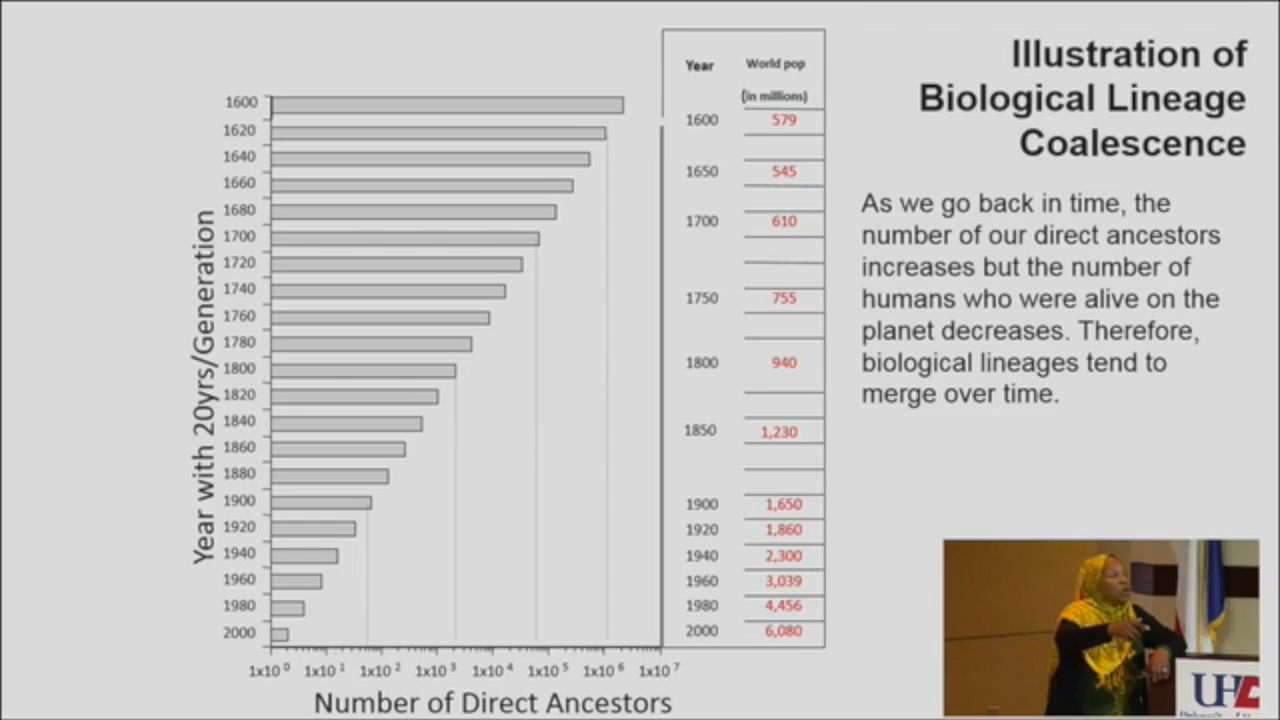 Illustration of
Biological Lineage
Coalescence
As we go back in time, the
number of our direct ancestors
increases but the number of
humans who were alive on the
planet decreases. Therefore,
biological lineages tend to
merge over time.
Year with 20yrs/Generation
1600
1620
1640
1660
1680
1700
1720
1740
1760
1780
1800
1820
1840
1860
1880
1900
1920
1940
1960
1980
2000
1x10⁰ 1x10¹ 1x10² 1x10³ 1x10⁴ 1x10⁵ 1x10⁶ 1x10⁷
Number of Direct Ancestors
Year World pop
(in millions)
1600 579
1650 545
1700 610
1750 755
1800 940
1850 1,230
1900 1,650
1920 1,860
1940 2,300
1960 3,039
1980 4,456
2000 6,080
UHD